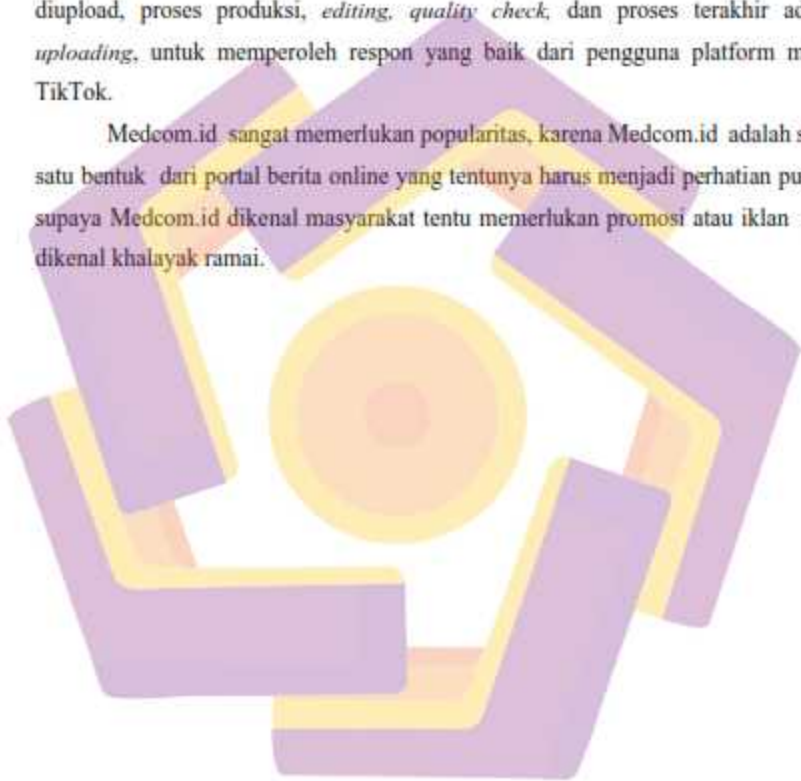 diupload, proses produksi, editing, quality check, dan proses terakhir
uploading, untuk memperoleh respon yang baik dari pengguna platform
TikTok.
Medcom.id sangat memerlukan popularitas, karena Medcom.id adalah
satu bentuk dari portal berita online yang tentunya harus menjadi perhatian
supaya Medcom.id dikenal masyarakat tentu memerlukan promosi atau iklan
dikenal khalayak ramai.